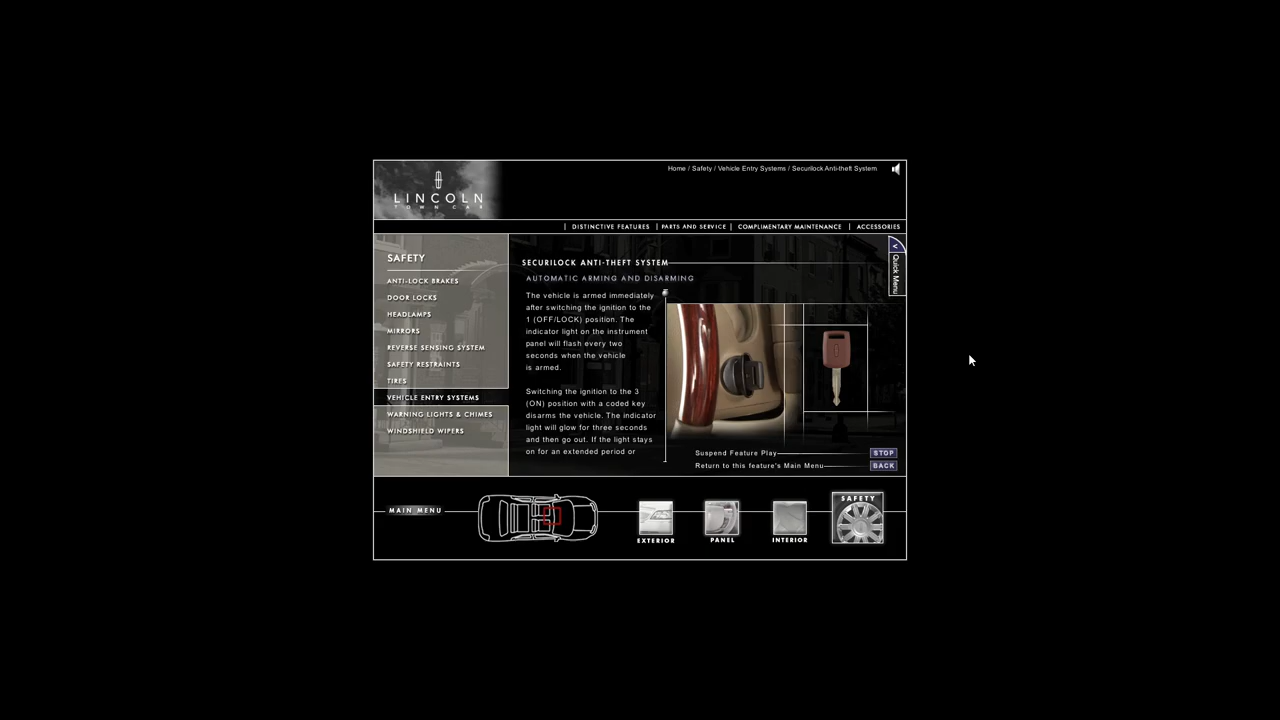 Home / Safety / Vehicle Entry Systems / Securilock Anti-theft System
LINCOLN
TOWN CAR
DISTINCTIVE FEATURES | PARTS AND SERVICE | COMPLIMENTARY MAINTENANCE | ACCESSORIES
SAFETY
ANTI-LOCK BRAKES
DOOR LOCKS
HEADLAMPS
MIRRORS
REVERSE SENSING SYSTEM
SAFETY RESTRAINTS
TIRES
VEHICLE ENTRY SYSTEMS
WARNING LIGHTS & CHIMES
WINDSHIELD WIPERS
SECURILOCK ANTI-THEFT SYSTEM
AUTOMATIC ARMING AND DISARMING
The vehicle is armed immediately
after switching the ignition to the
1 (OFF/LOCK) position. The
indicator light on the instrument
panel will flash every two
seconds when the vehicle
is armed.
Switching the ignition to the 3
(ON) position with a coded key
disarms the vehicle. The indicator
light will glow for three seconds
and then go out. If the light stays
on for an extended period or
< Quick Menu
Suspend Feature Play STOP
Return to this feature's Main Menu BACK
MAIN MENU
EXTERIOR
PANEL
INTERIOR
SAFETY